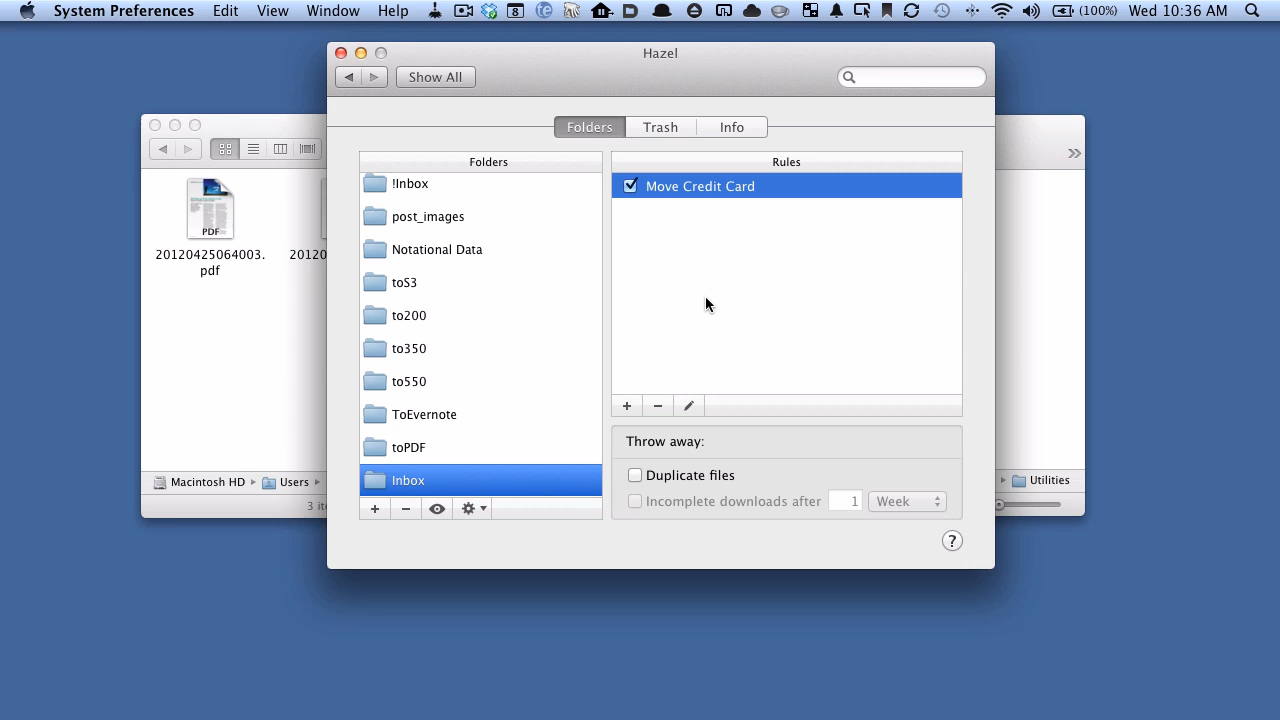 System Preferences Edit View Window Help (100%) Wed 10:36 AM
Hazel
Show All
Folders Trash Info
Folders
!Inbox
post_images
Notational Data
toS3
to200
to350
to550
ToEvernote
toPDF
Inbox
Rules
Move Credit Card
Throw away:
Duplicate files
Incomplete downloads after 1 Week
?
PDF
20120425064003.
pdf
20120
Macintosh HD Users
Utilities